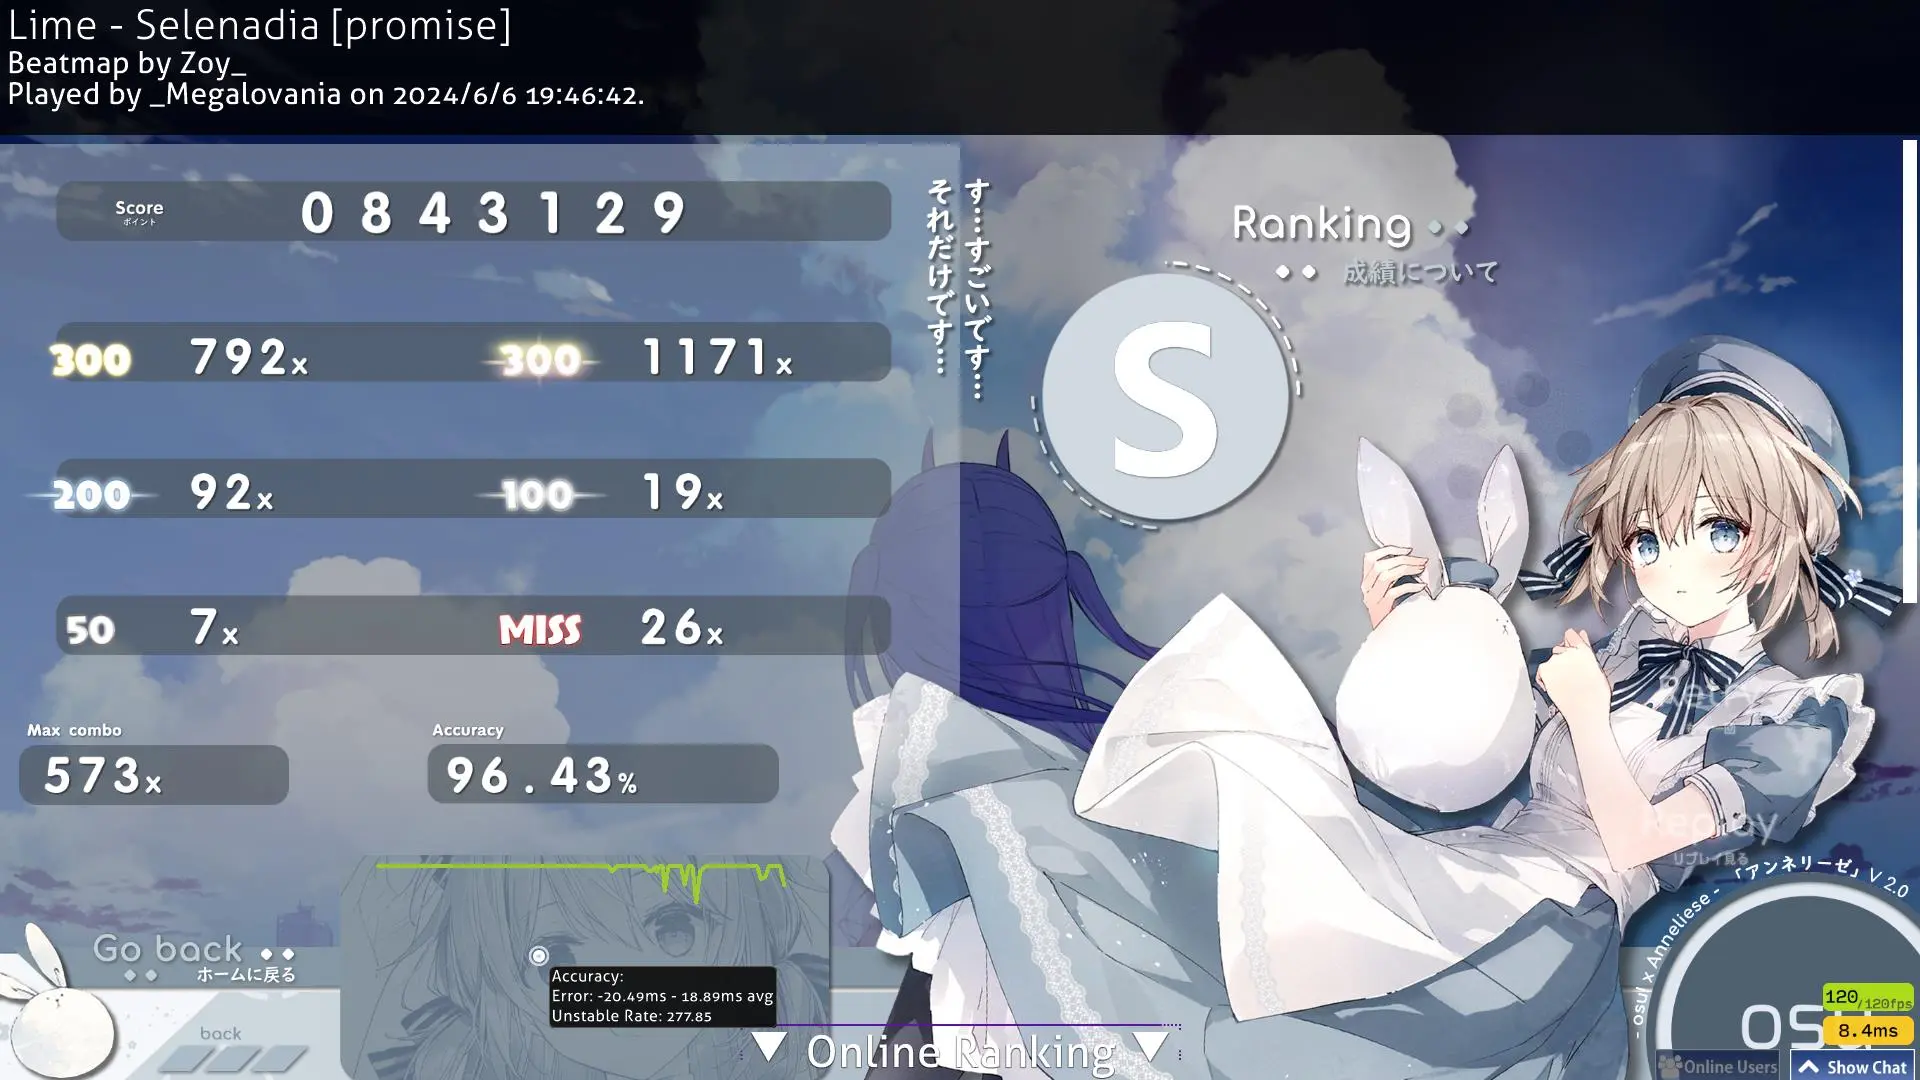 Lime - Selenadia [promise]
Beatmap by Zoy_
Played by _Megalovania on 2024/6/6 19:46:42.
Score
ポイント
0843129
す…すごいです…
それだけです…
Ranking
成績について
S
300 792x
300 1171x
200 92x
100 19x
50 7x
MISS 26x
Max combo
573x
Accuracy
96.43%
Replay
リプレイ見る
- osu! x Anneliese - 「アンネリーゼ」 V 2.0
Go back
ホームに戻る
back
Accuracy:
Error: -20.49ms - 18.89ms avg
Unstable Rate: 277.85
Online Ranking
120/120fps
8.4ms
Online Users
Show Chat